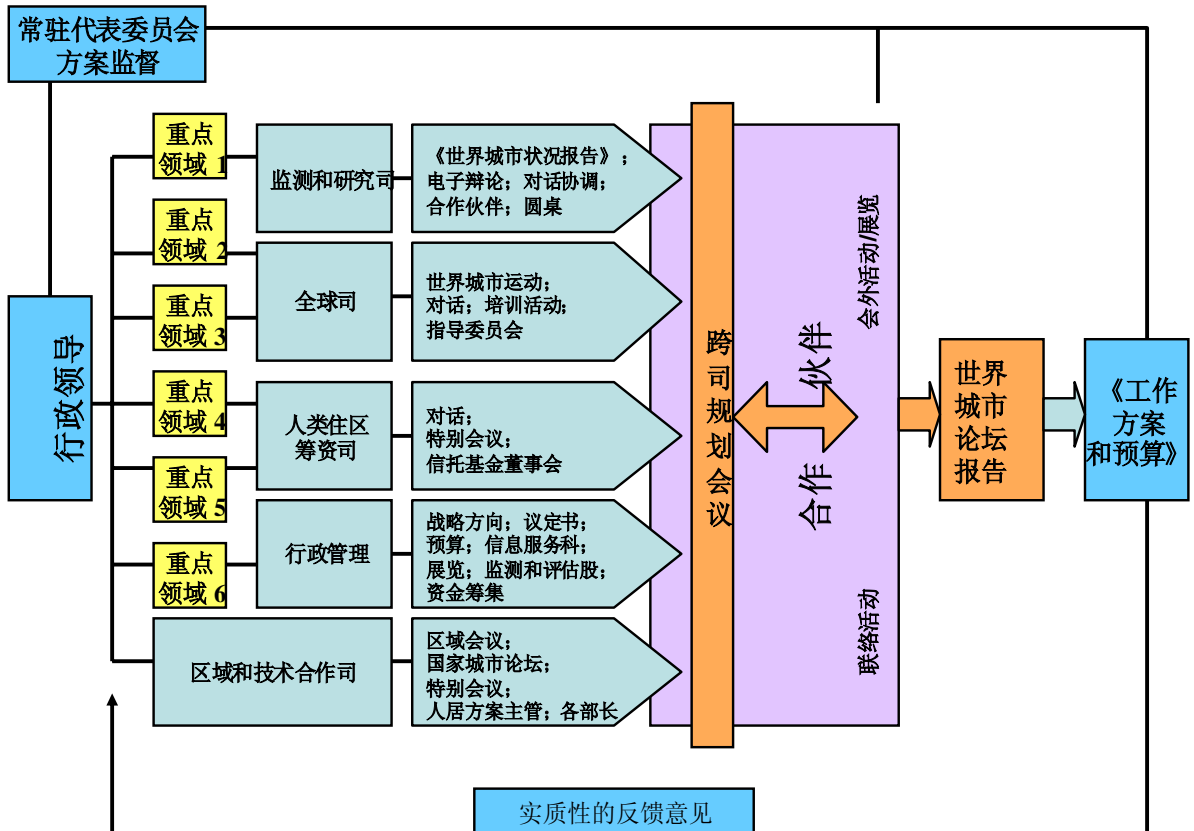 常驻代表委员会
方案监督
行政领导
重点
领域 1
重点
领域 2
重点
领域 3
重点
领域 4
重点
领域 5
重点
领域 6
监测和研究司
《世界城市状况报告》；
电子辩论；对话协调；
合作伙伴；圆桌
全球司
世界城市运动；
对话；培训活动；
指导委员会
人类住区
筹资司
对话；
特别会议；
信托基金董事会
行政管理
战略方向；议定书；
预算；信息服务科；
展览；监测和评估股；
资金筹集
区域和技术合作司
区域会议；
国家城市论坛；
特别会议；
人居方案主管；各部长
跨司规划会议
合作 伙伴
会外活动/展览
联络活动
世界
城市
论坛
报告
《工作
方案
和预算》
实质性的反馈意见